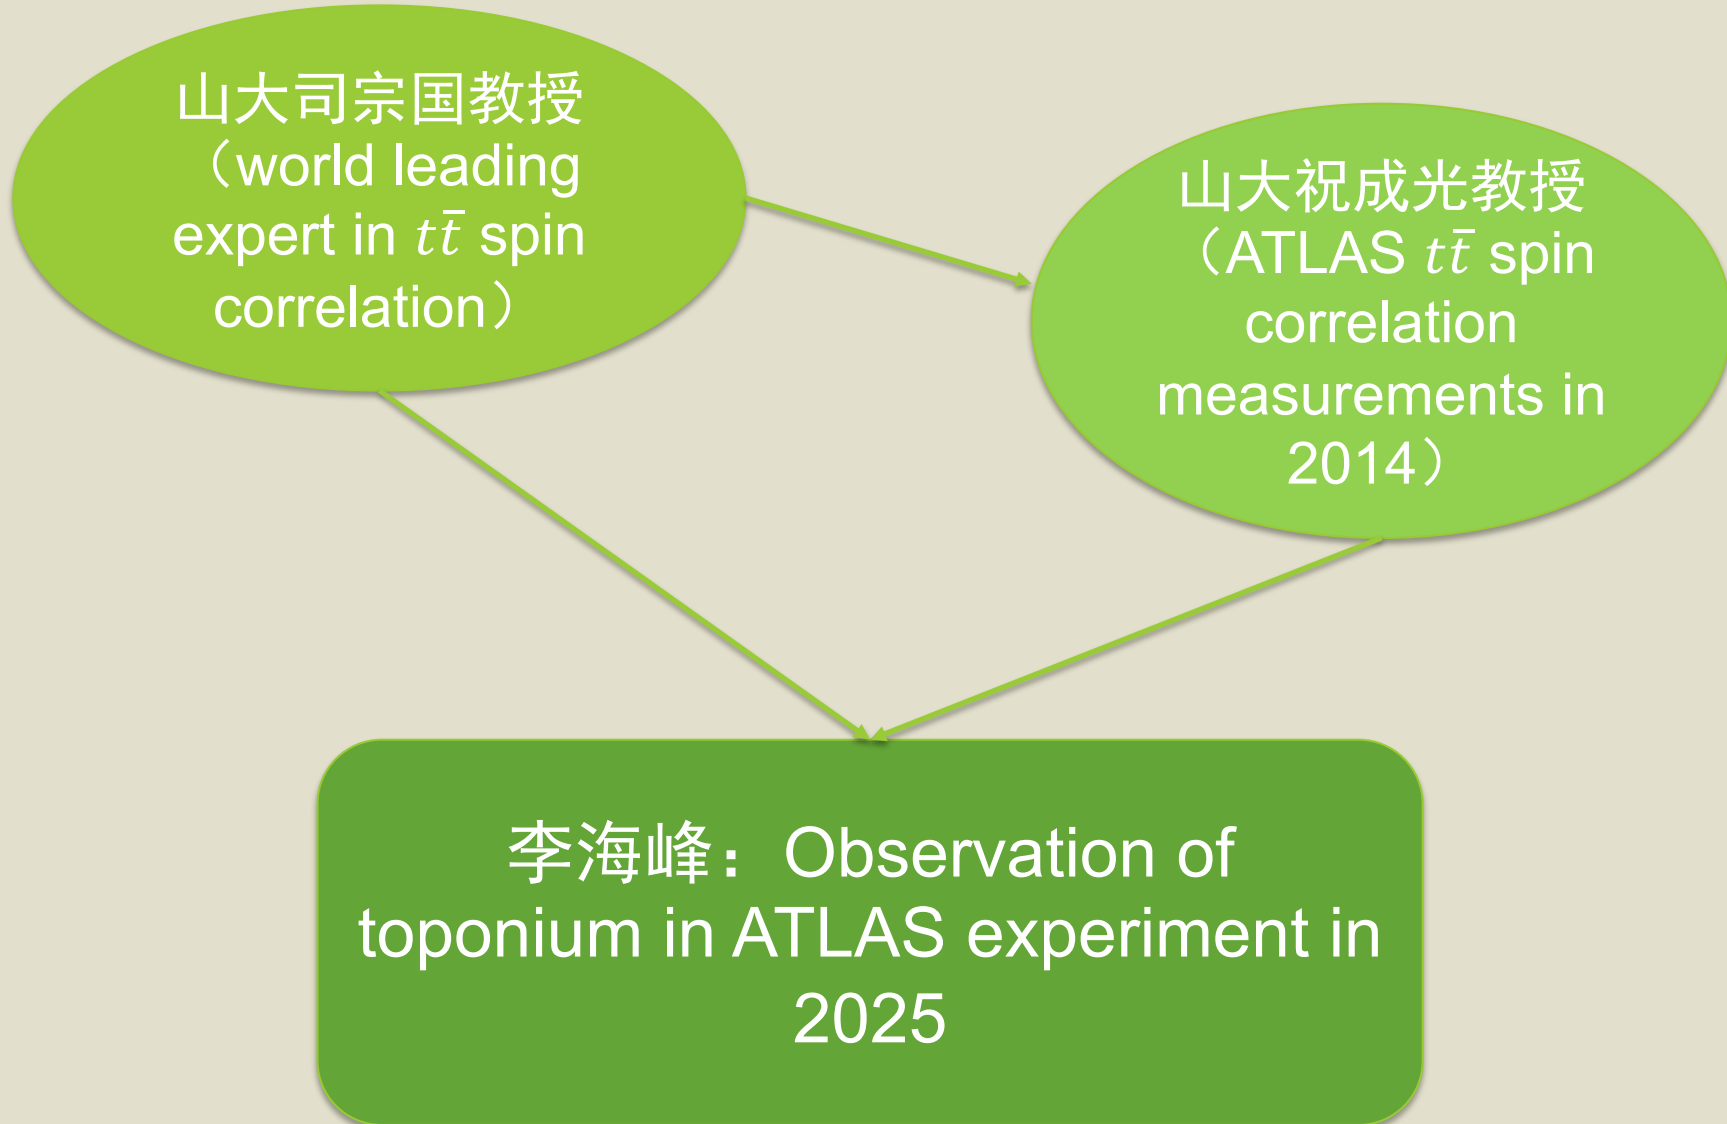 山大司宗国教授
（world leading
expert in $t\bar{t}$ spin
correlation）
山大祝成光教授
（ATLAS $t\bar{t}$ spin
correlation
measurements in
2014）
李海峰：Observation of
toponium in ATLAS experiment in
2025